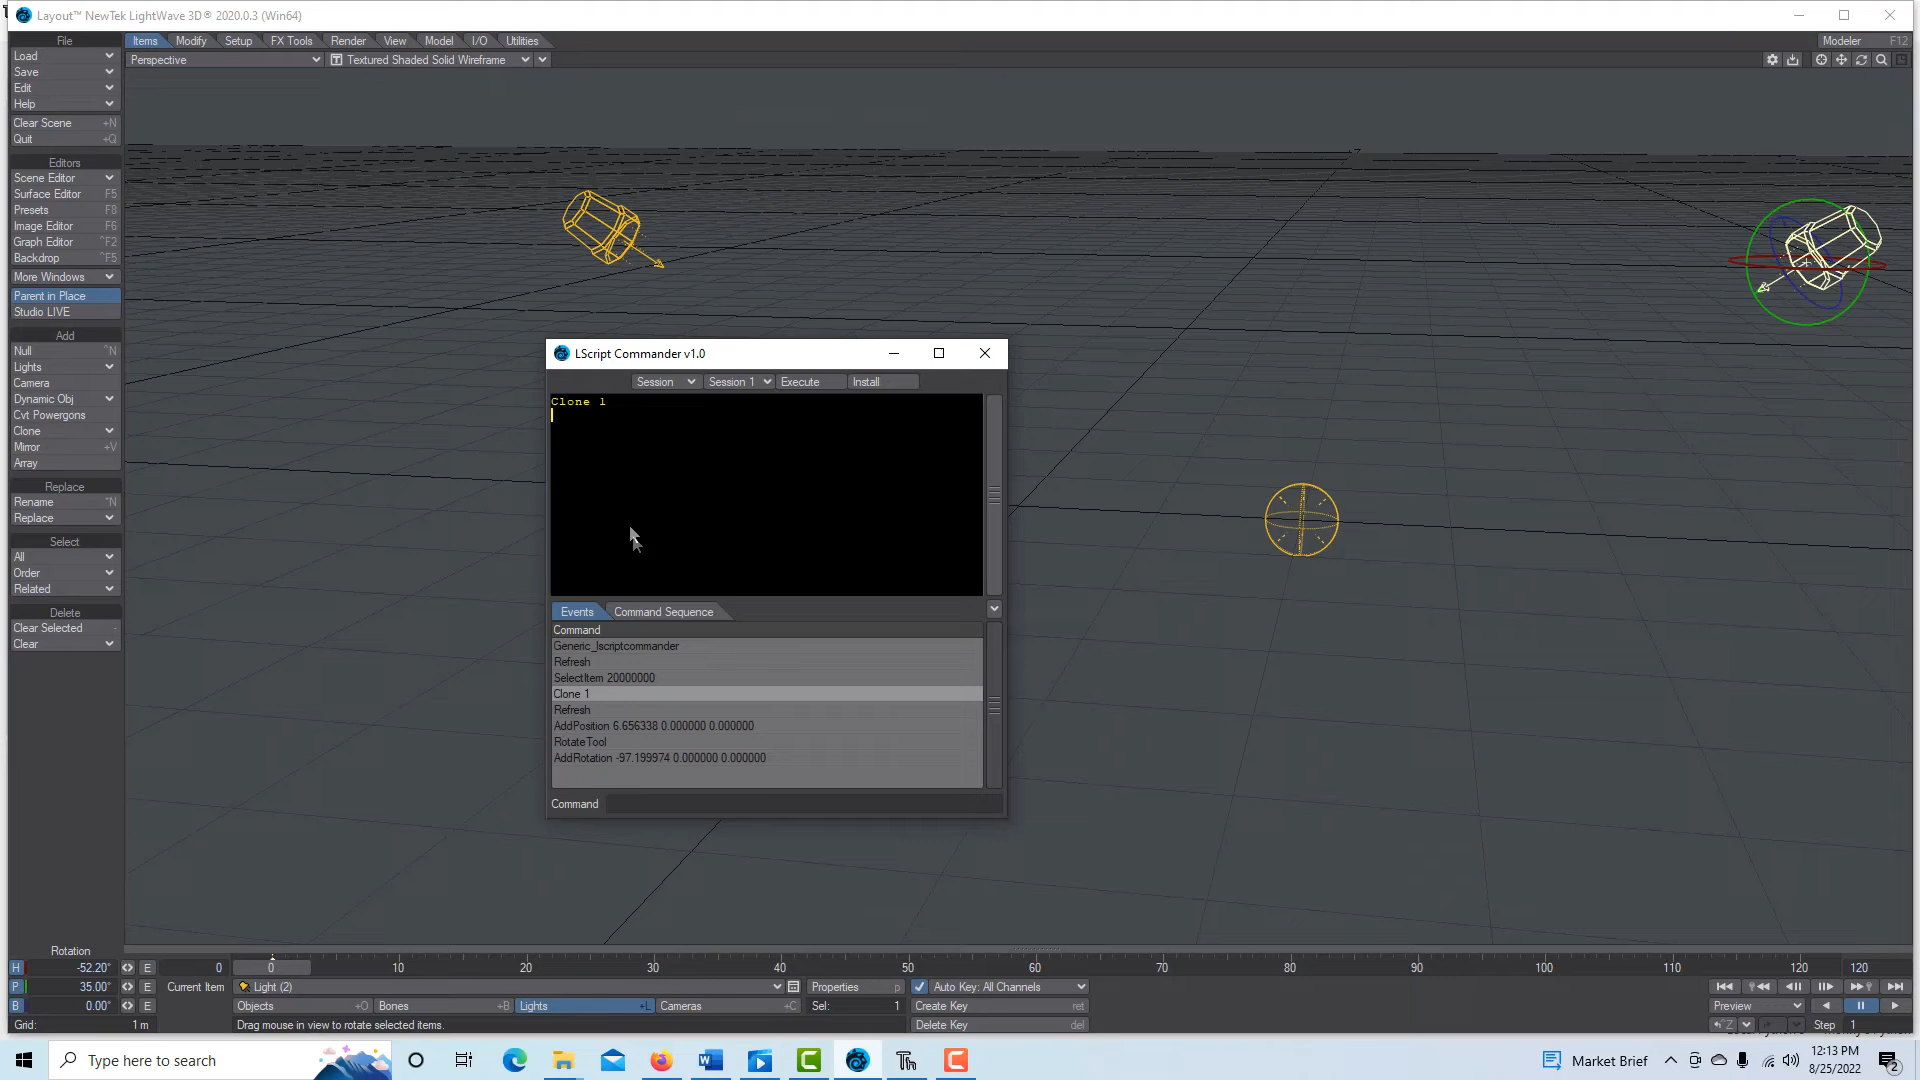 Layout™ NewTek LightWave 3D® 2020.0.3 (Win64)
File
Items
Modify
Setup
FX Tools
Render
View
Model
I/O
Utilities
Modeler F12
Load
Perspective
Textured Shaded Solid Wireframe
Save
Edit
Help
Clear Scene +N
Quit +Q
Editors
Scene Editor
Surface Editor F5
Presets F8
Image Editor F6
Graph Editor ^F2
Backdrop ^F5
More Windows
Parent in Place
Studio LIVE
Add
Null ^N
Lights
Camera
Dynamic Obj
Cvt Powergons
Clone
Mirror +V
Array
Replace
Rename ^N
Replace
Select
All
Order
Related
Delete
Clear Selected -
Clear
LScript Commander v1.0
Session
Session 1
Execute
Install
Clone 1
Events
Command Sequence
Command
Generic_lscriptcommander
Refresh
SelectItem 20000000
Clone 1
Refresh
AddPosition 6.656338 0.000000 0.000000
RotateTool
AddRotation -97.199974 0.000000 0.000000
Command
Rotation
H -52.20° E 0
0 10 20 30 40 50 60 70 80 90 100 110 120 120
P 35.00° E Current Item Light (2) Properties p Auto Key: All Channels
B 0.00° E Objects +O Bones +B Lights +L Cameras +C Sel: 1 Create Key ret Preview
Grid: 1 m Drag mouse in view to rotate selected items. Delete Key del ^Z Step 1
Type here to search
Market Brief
12:13 PM
8/25/2022
2